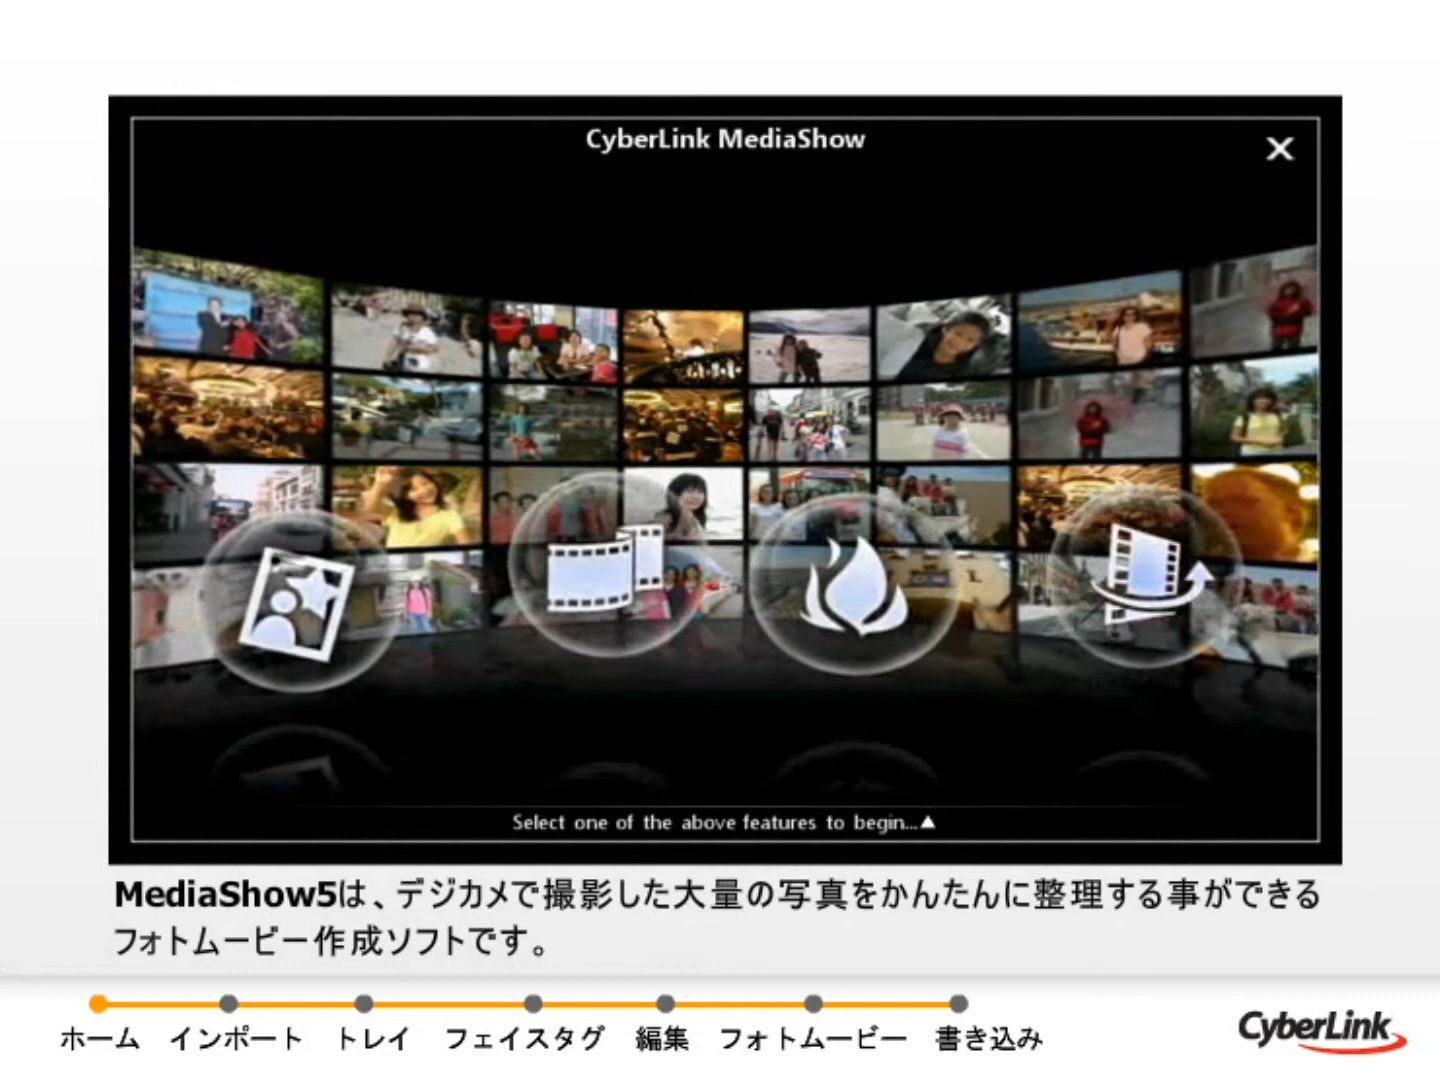 CyberLink MediaShow
Select one of the above features to begin...▲
MediaShow5は、デジカメで撮影した大量の写真をかんたんに整理する事ができる
フォトムービー作成ソフトです。
ホーム インポート トレイ フェイスタグ 編集 フォトムービー 書き込み
CyberLink